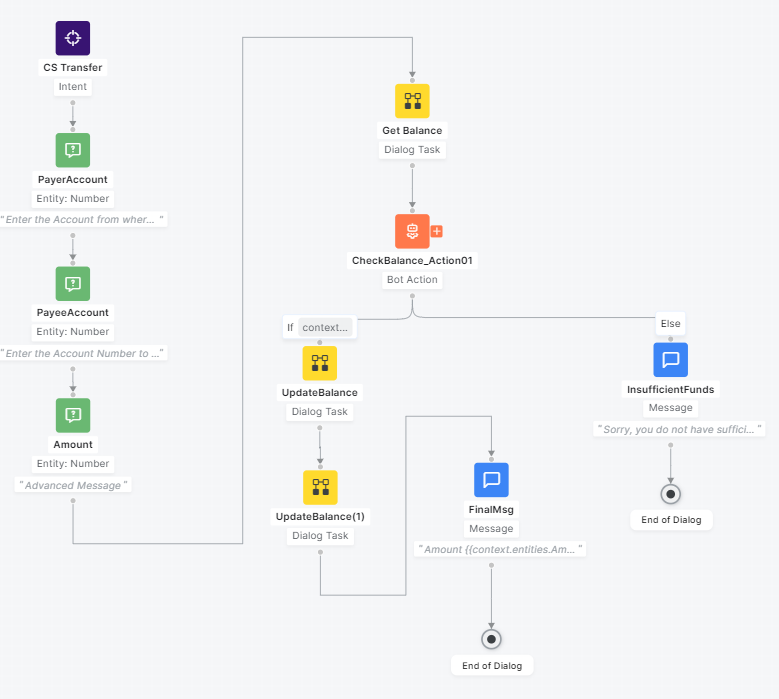 CS Transfer
Intent
PayerAccount
Entity: Number
"Enter the Account from wher... "
PayeeAccount
Entity: Number
"Enter the Account Number to ... "
Amount
Entity: Number
"Advanced Message"
Get Balance
Dialog Task
CheckBalance_Action01
Bot Action
If context...
Else
UpdateBalance
Dialog Task
UpdateBalance(1)
Dialog Task
FinalMsg
Message
"Amount {{context.entities.Am... "
End of Dialog
InsufficientFunds
Message
"Sorry, you do not have suffici... "
End of Dialog